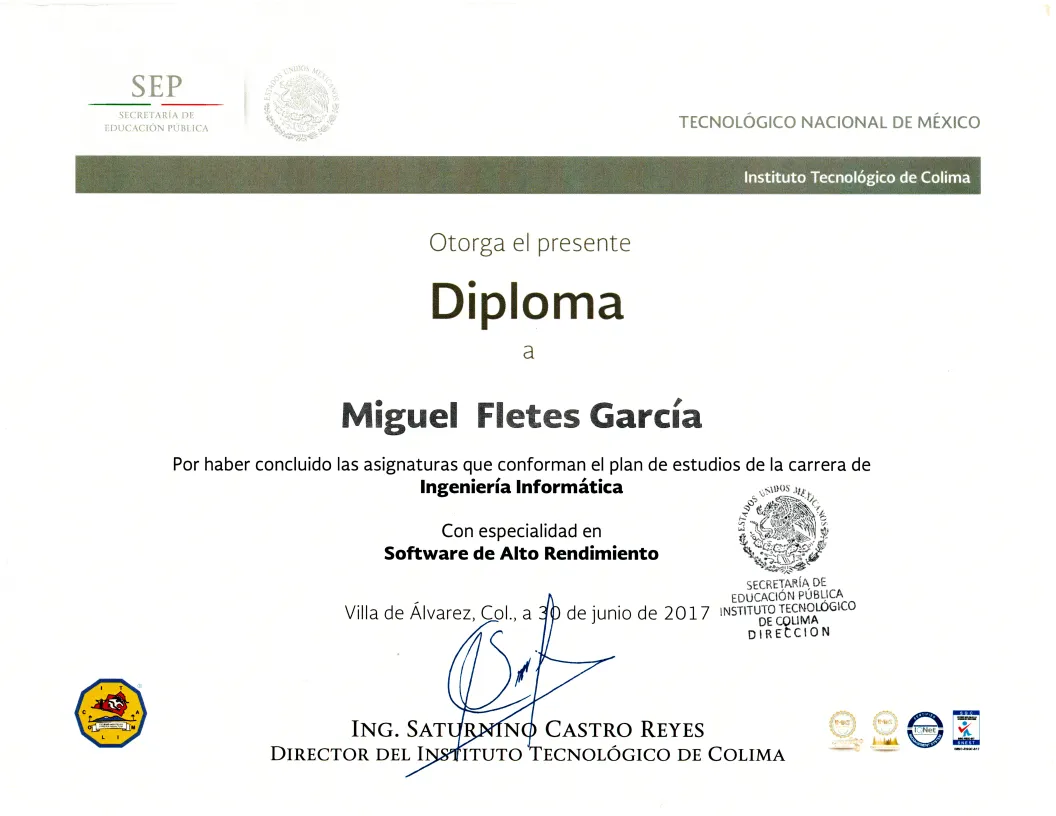 SEP
SECRETARÍA DE
EDUCACIÓN PÚBLICA
ESTADOS UNIDOS MEXICANOS
TECNOLÓGICO NACIONAL DE MÉXICO
Instituto Tecnológico de Colima
Otorga el presente
Diploma
a
Miguel Fletes García
Por haber concluido las asignaturas que conforman el plan de estudios de la carrera de
Ingeniería Informática
Con especialidad en
Software de Alto Rendimiento
ESTADOS UNIDOS MEXICANOS
SECRETARÍA DE
EDUCACIÓN PÚBLICA
INSTITUTO TECNOLÓGICO
DE COLIMA
DIRECCION
Villa de Álvarez, Col., a 30 de junio de 2017
ING. SATURNINO CASTRO REYES
DIRECTOR DEL INSTITUTO TECNOLÓGICO DE COLIMA
IQNet